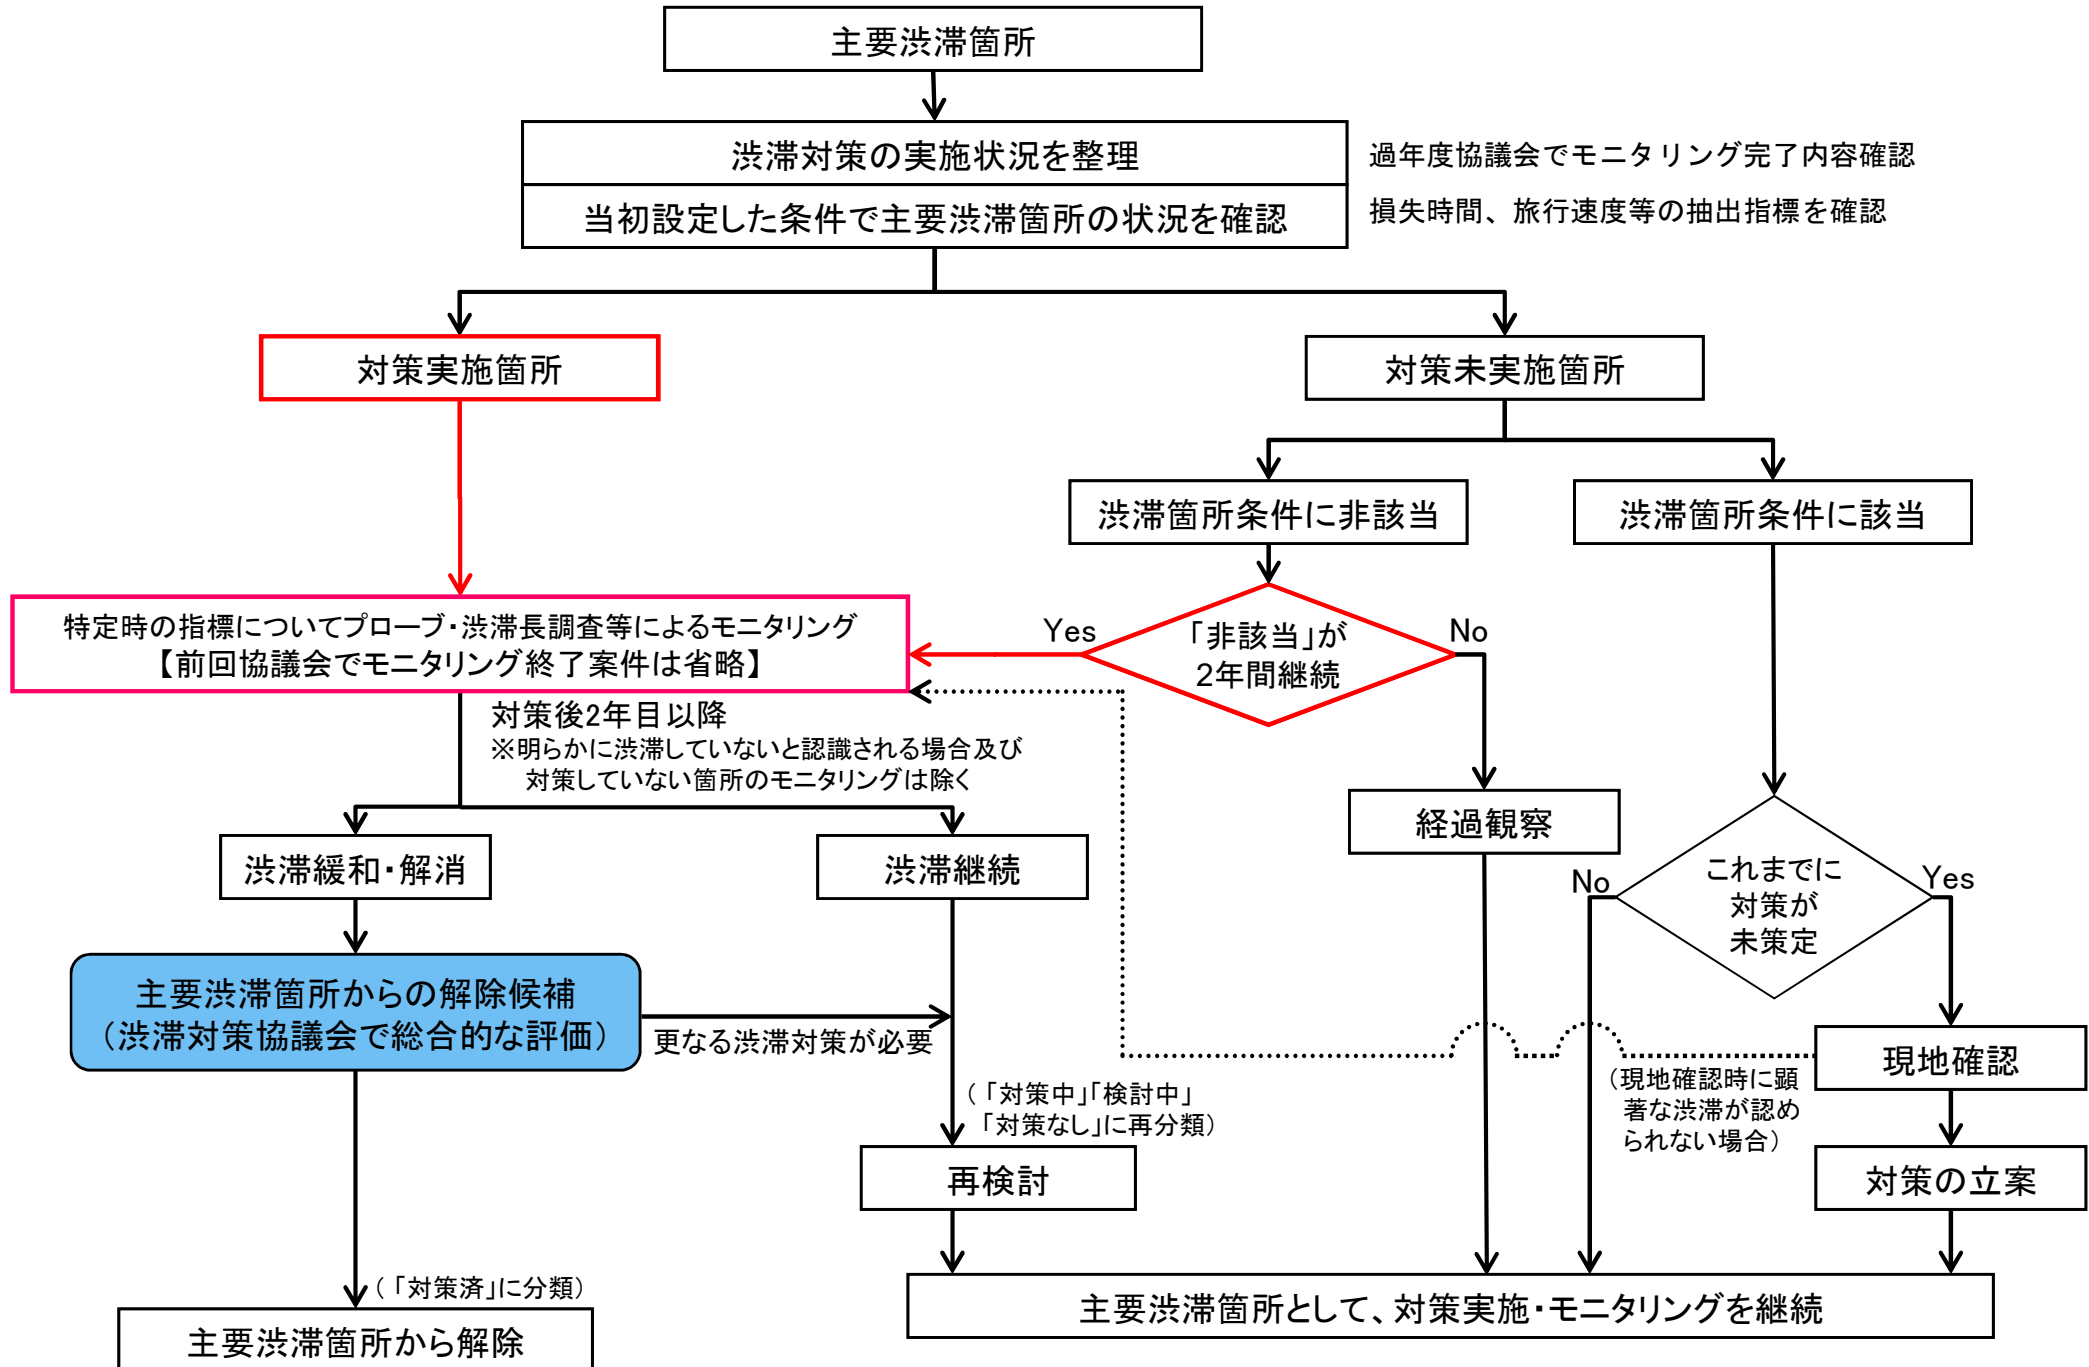 主要渋滞箇所
渋滞対策の実施状況を整理
過年度協議会でモニタリング完了内容確認
当初設定した条件で主要渋滞箇所の状況を確認
損失時間、旅行速度等の抽出指標を確認
対策実施箇所
対策未実施箇所
渋滞箇所条件に非該当
渋滞箇所条件に該当
特定時の指標についてプローブ・渋滞長調査等によるモニタリング
【前回協議会でモニタリング終了案件は省略】
Yes
「非該当」が
2年間継続
No
対策後2年目以降
※明らかに渋滞していないと認識される場合及び
対策していない箇所のモニタリングは除く
渋滞緩和・解消
渋滞継続
経過観察
No
これまでに
対策が
未策定
Yes
主要渋滞箇所からの解除候補
（渋滞対策協議会で総合的な評価）
更なる渋滞対策が必要
現地確認
（現地確認時に顕
著な渋滞が認め
られない場合）
（「対策中」「検討中」
「対策なし」に再分類）
再検討
対策の立案
（「対策済」に分類）
主要渋滞箇所から解除
主要渋滞箇所として、対策実施・モニタリングを継続